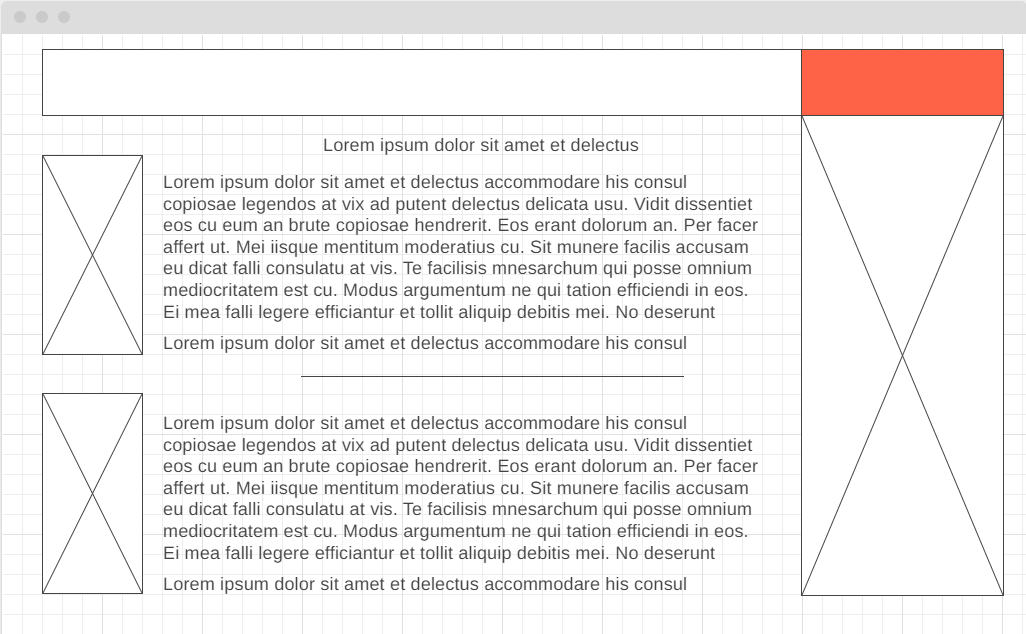 Lorem ipsum dolor sit amet et delectus
Lorem ipsum dolor sit amet et delectus accommodare his consul
copiosae legendos at vix ad putent delectus delicata usu. Vidit dissentiet
eos cu eum an brute copiosae hendrerit. Eos erant dolorum an. Per facer
affert ut. Mei iisque mentitum moderatius cu. Sit munere facilis accusam
eu dicat falli consulatu at vis. Te facilisis mnesarchum qui posse omnium
mediocritatem est cu. Modus argumentum ne qui tation efficiendi in eos.
Ei mea falli legere efficiantur et tollit aliquip debitis mei. No deserunt
Lorem ipsum dolor sit amet et delectus accommodare his consul
Lorem ipsum dolor sit amet et delectus accommodare his consul
copiosae legendos at vix ad putent delectus delicata usu. Vidit dissentiet
eos cu eum an brute copiosae hendrerit. Eos erant dolorum an. Per facer
affert ut. Mei iisque mentitum moderatius cu. Sit munere facilis accusam
eu dicat falli consulatu at vis. Te facilisis mnesarchum qui posse omnium
mediocritatem est cu. Modus argumentum ne qui tation efficiendi in eos.
Ei mea falli legere efficiantur et tollit aliquip debitis mei. No deserunt
Lorem ipsum dolor sit amet et delectus accommodare his consul